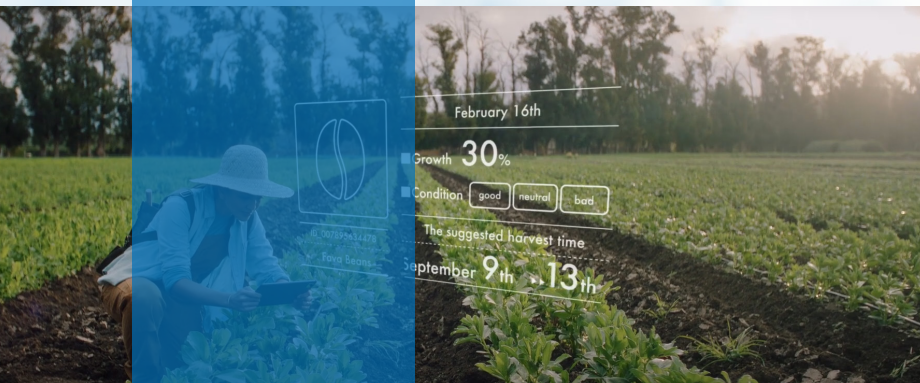 February 16th
Growth 30%
Condition good neutral bad
The suggested harvest time
September 9th 13th
Fava Beans